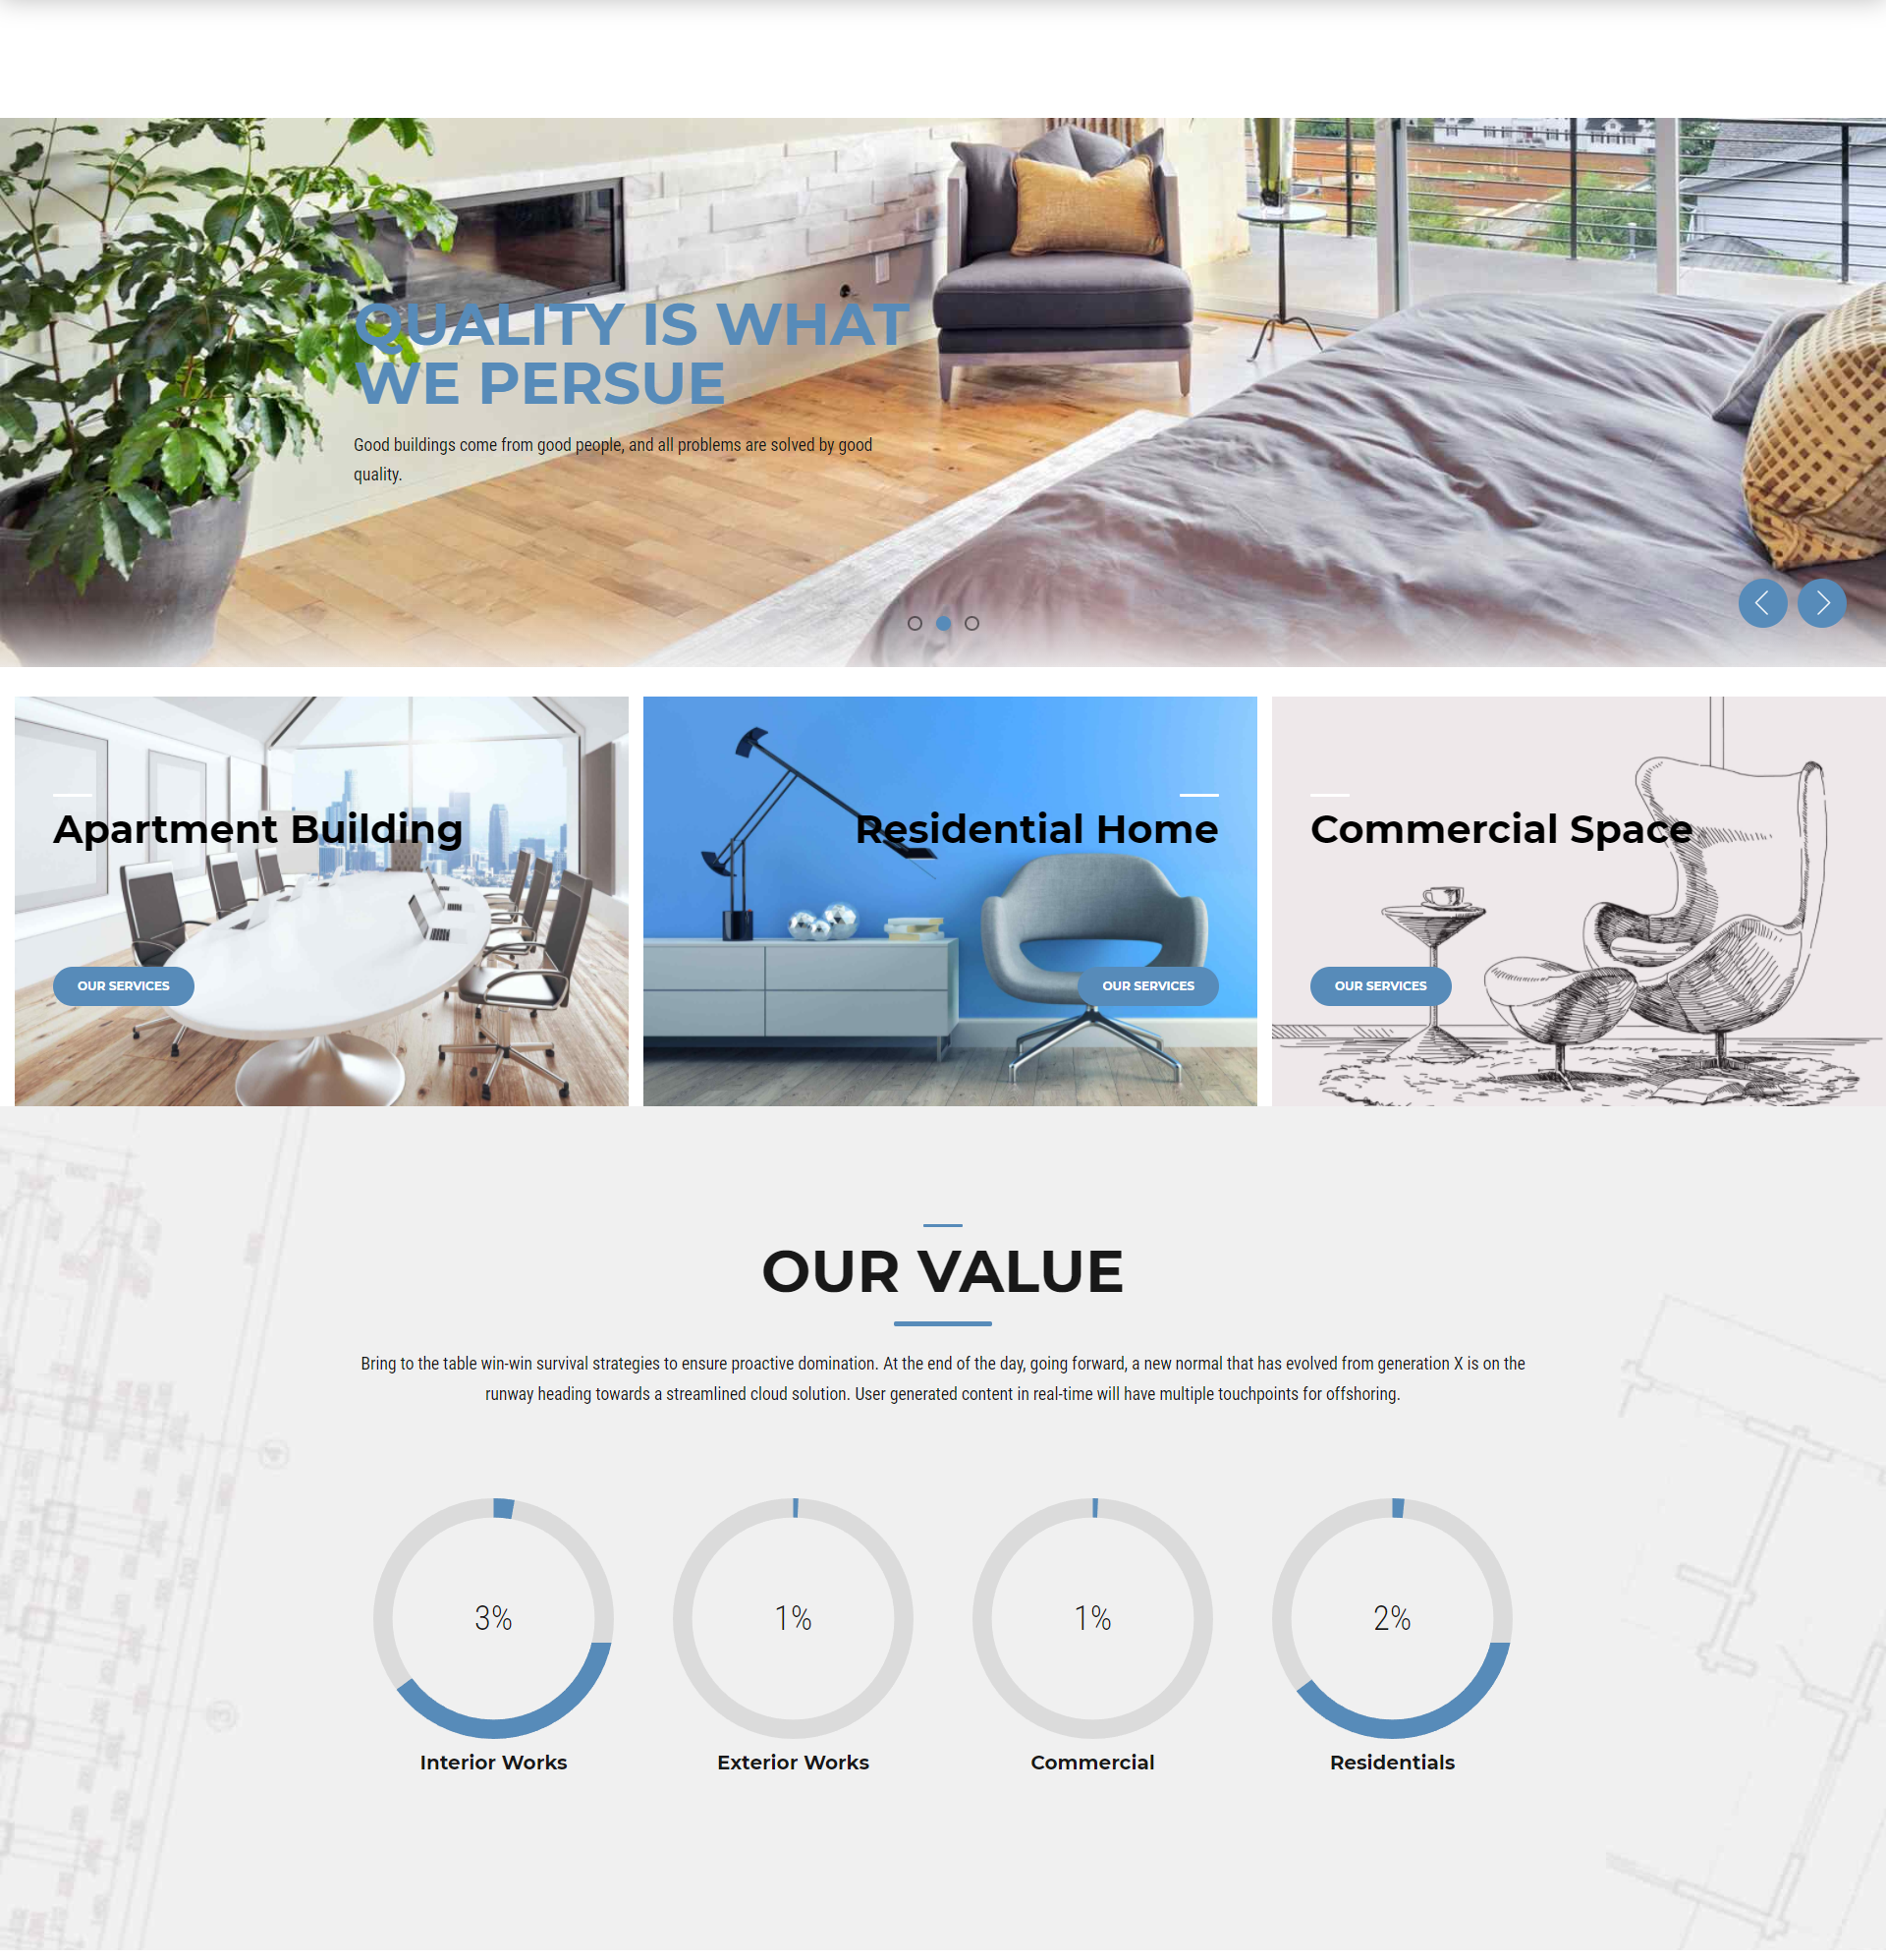 QUALITY IS WHAT
WE PERSUE
Good buildings come from good people, and all problems are solved by good
quality.
Apartment Building
OUR SERVICES
Residential Home
OUR SERVICES
Commercial Space
OUR SERVICES
OUR VALUE
Bring to the table win-win survival strategies to ensure proactive domination. At the end of the day, going forward, a new normal that has evolved from generation X is on the
runway heading towards a streamlined cloud solution. User generated content in real-time will have multiple touchpoints for offshoring.
3%
Interior Works
1%
Exterior Works
1%
Commercial
2%
Residentials